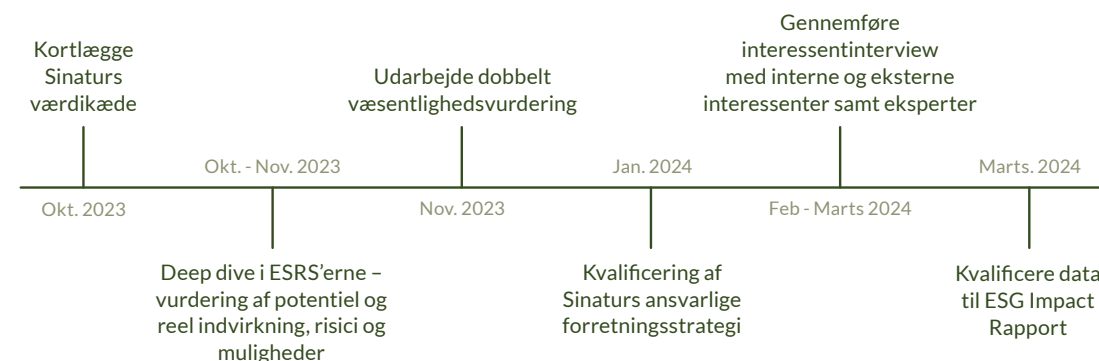 Kortlægge
Sinaturs
værdikæde
Okt. 2023
Okt. - Nov. 2023
Deep dive i ESRS’erne –
vurdering af potentiel og
reel indvirkning, risici og
muligheder
Udarbejde dobbelt
væsentlighedsvurdering
Nov. 2023
Jan. 2024
Kvalificering af
Sinaturs ansvarlige
forretningsstrategi
Gennemføre
interessentinterview
med interne og eksterne
interessenter samt eksperter
Feb - Marts 2024
Marts. 2024
Kvalificere data
til ESG Impact
Rapport